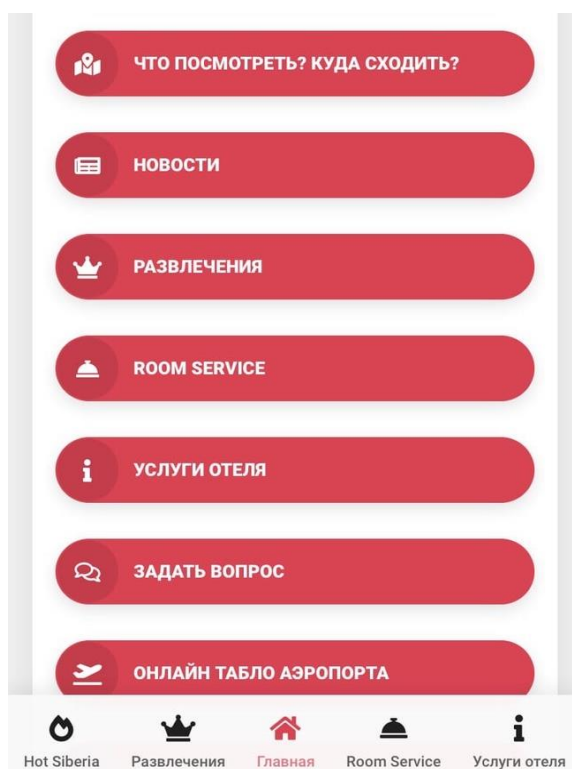 ЧТО ПОСМОТРЕТЬ? КУДА СХОДИТЬ?
НОВОСТИ
РАЗВЛЕЧЕНИЯ
ROOM SERVICE
УСЛУГИ ОТЕЛЯ
ЗАДАТЬ ВОПРОС
ОНЛАЙН ТАБЛО АЭРОПОРТА
Hot Siberia Развлечения Главная Room Service Услуги отеля